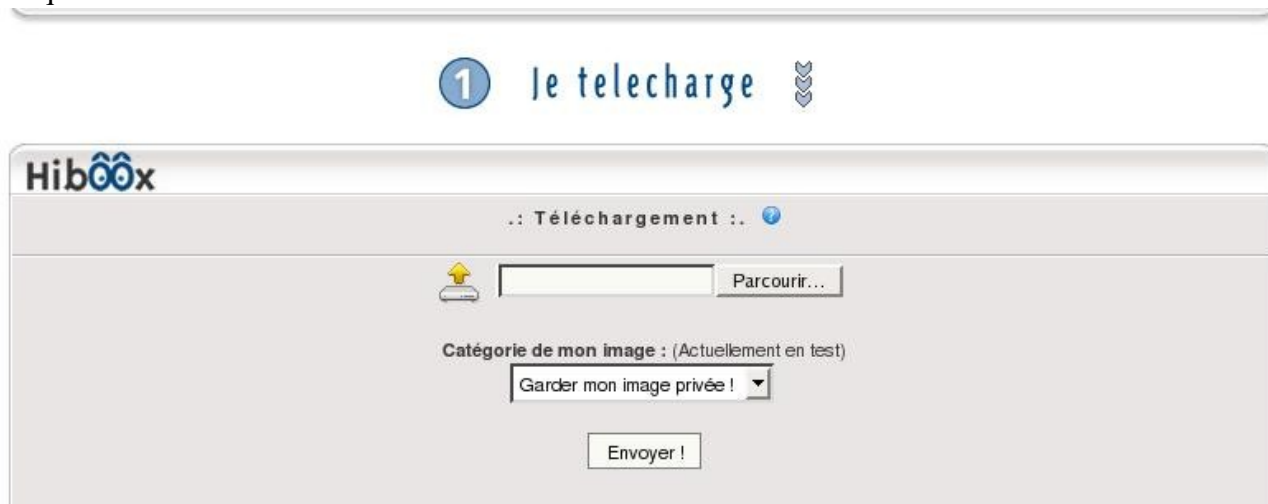 1 Je telecharge
Hibôôx
.: Téléchargement :.
Parcourir...
Catégorie de mon image : (Actuellement en test)
Garder mon image privée !
Envoyer !